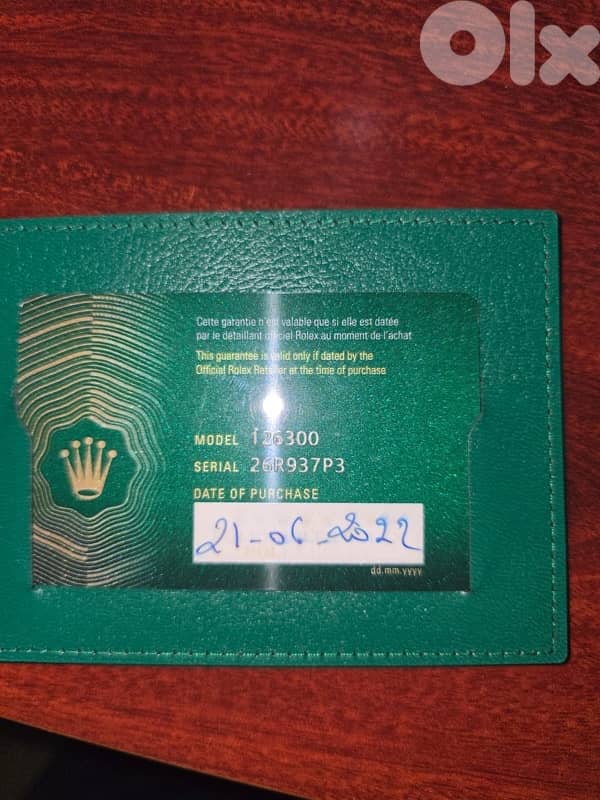 Olx
Cette garantie n'est valable que si elle est datée
par le détaillant officiel Rolex au moment de l'achat
This guarantee is valid only if dated by the
Official Rolex Retailer at the time of purchase
MODEL 126300
SERIAL 26R937P3
DATE OF PURCHASE
21-06-2022
dd.mm.yyyy